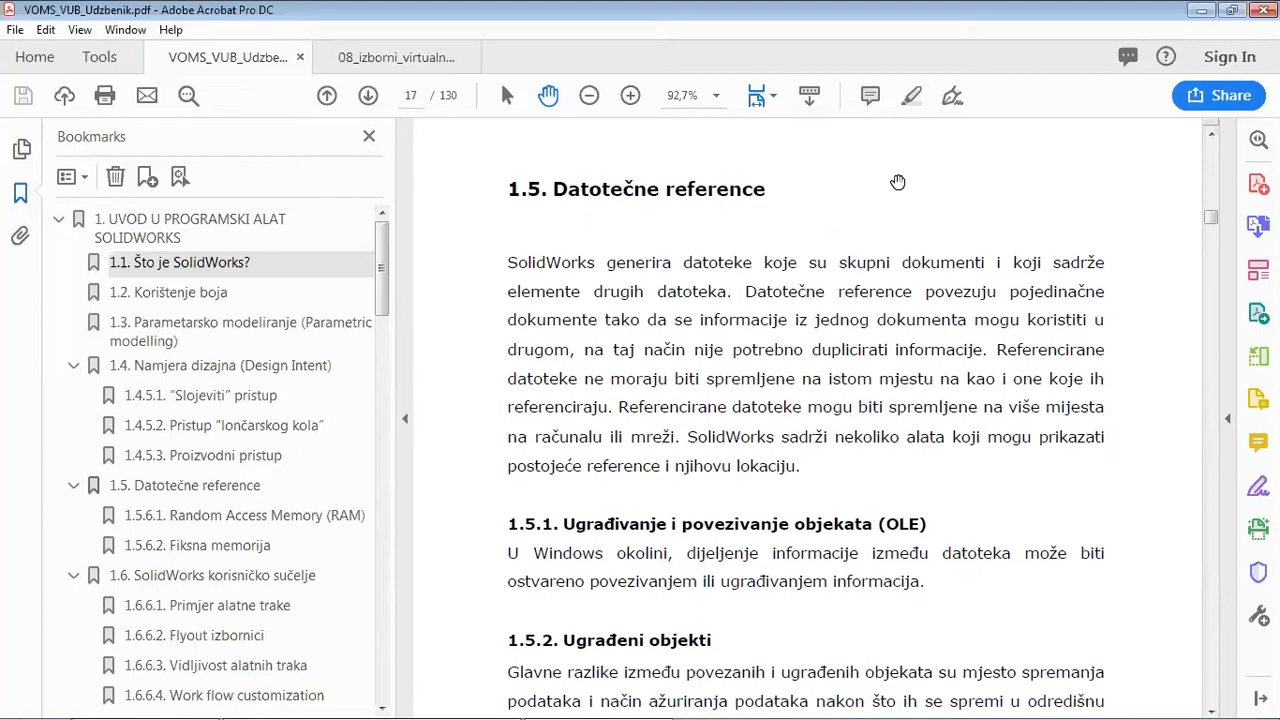 VOMS_VUB_Udzbenik.pdf - Adobe Acrobat Pro DC
File Edit View Window Help
Home Tools VOMS_VUB_Udzbe... 08_izborni_virtualn... Sign In
17 / 130 92,7% Share
Bookmarks
1. UVOD U PROGRAMSKI ALAT
SOLIDWORKS
1.1. Što je SolidWorks?
1.2. Korištenje boja
1.3. Parametarsko modeliranje (Parametric
modelling)
1.4. Namjera dizajna (Design Intent)
1.4.5.1. “Slojeviti” pristup
1.4.5.2. Pristup “lončarskog kola”
1.4.5.3. Proizvodni pristup
1.5. Datotečne reference
1.5.6.1. Random Access Memory (RAM)
1.5.6.2. Fiksna memorija
1.6. SolidWorks korisničko sučelje
1.6.6.1. Primjer alatne trake
1.6.6.2. Flyout izbornici
1.6.6.3. Vidljivost alatnih traka
1.6.6.4. Work flow customization
1.5. Datotečne reference
SolidWorks generira datoteke koje su skupni dokumenti i koji sadrže
elemente drugih datoteka. Datotečne reference povezuju pojedinačne
dokumente tako da se informacije iz jednog dokumenta mogu koristiti u
drugom, na taj način nije potrebno duplicirati informacije. Referencirane
datoteke ne moraju biti spremljene na istom mjestu na kao i one koje ih
referenciraju. Referencirane datoteke mogu biti spremljene na više mijesta
na računalu ili mreži. SolidWorks sadrži nekoliko alata koji mogu prikazati
postojeće reference i njihovu lokaciju.
1.5.1. Ugrađivanje i povezivanje objekata (OLE)
U Windows okolini, dijeljenje informacije između datoteka može biti
ostvareno povezivanjem ili ugrađivanjem informacija.
1.5.2. Ugrađeni objekti
Glavne razlike između povezanih i ugrađenih objekata su mjesto spremanja
podataka i način ažuriranja podataka nakon što ih se spremi u odredišnu